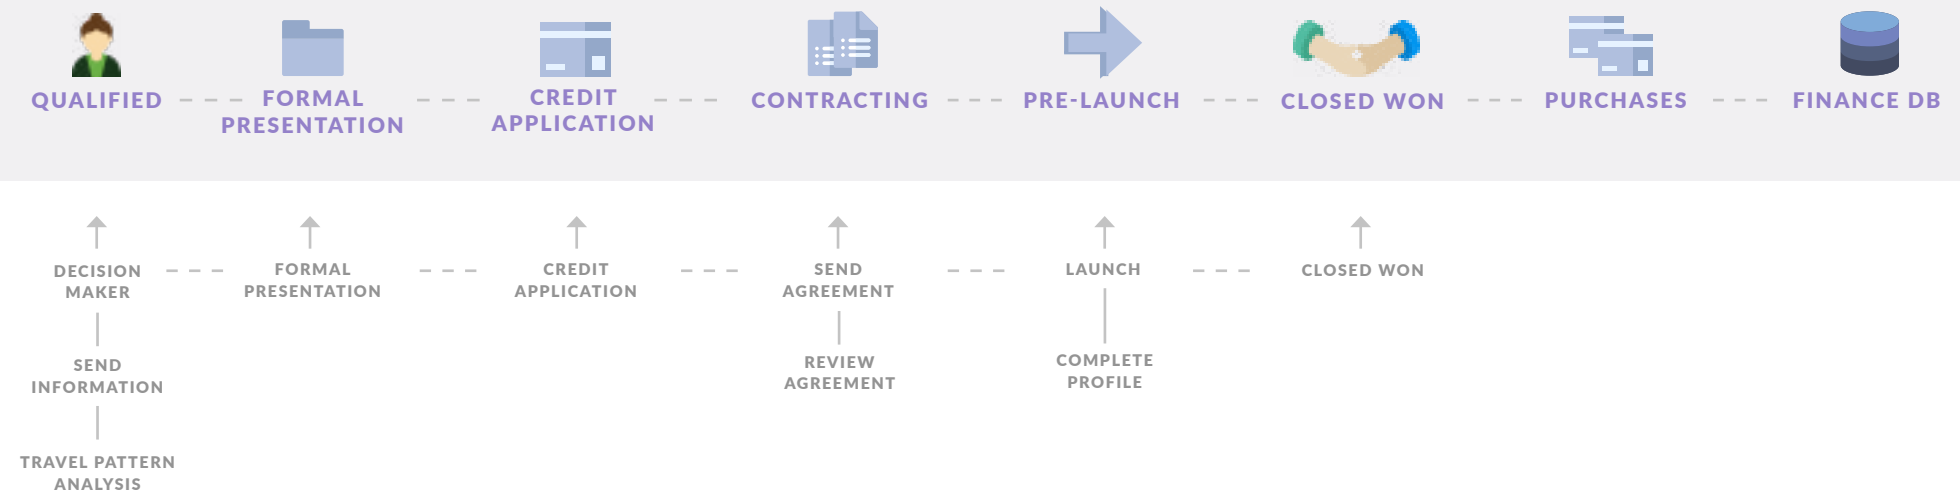 QUALIFIED
FORMAL
PRESENTATION
CREDIT
APPLICATION
CONTRACTING
PRE-LAUNCH
CLOSED WON
PURCHASES
FINANCE DB
DECISION
MAKER
FORMAL
PRESENTATION
CREDIT
APPLICATION
SEND
AGREEMENT
LAUNCH
CLOSED WON
SEND
INFORMATION
REVIEW
AGREEMENT
COMPLETE
PROFILE
TRAVEL PATTERN
ANALYSIS